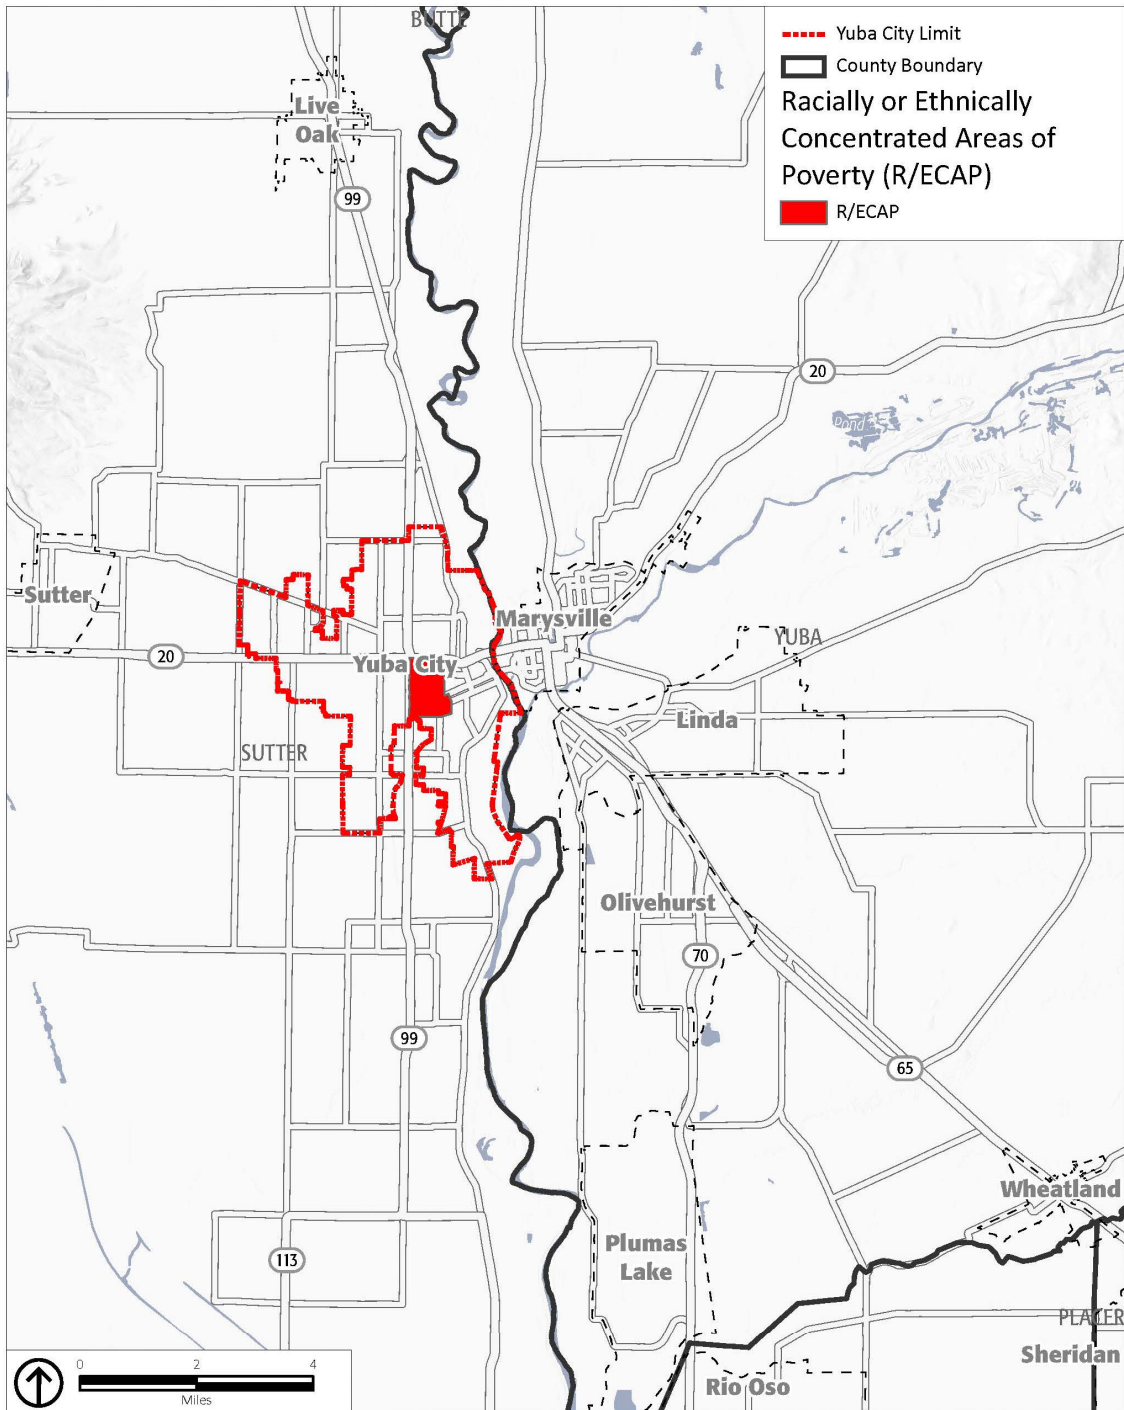 BUTTE
Yuba City Limit
County Boundary
Racially or Ethnically
Concentrated Areas of
Poverty (R/ECAP)
R/ECAP
Live
Oak
99
20
Pond
Sutter
Marysville
20
Yuba City
YUBA
Linda
SUTTER
Olivehurst
70
99
65
Wheatland
Plumas
Lake
113
PLACER
Sheridan
Rio Oso
0 2 4
Miles